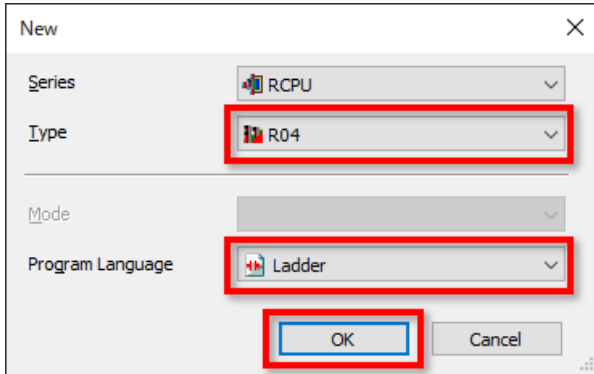 New
Series RCPU
Type R04
Mode
Program Language Ladder
OK Cancel